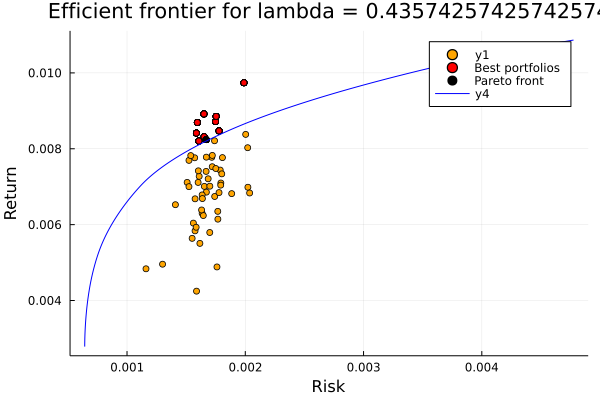 Efficient frontier for lambda = 0.4357425742574257
y1
Best portfolios
Pareto front
y4
Return
0.010
0.008
0.006
0.004
0.001
0.002
0.003
0.004
Risk